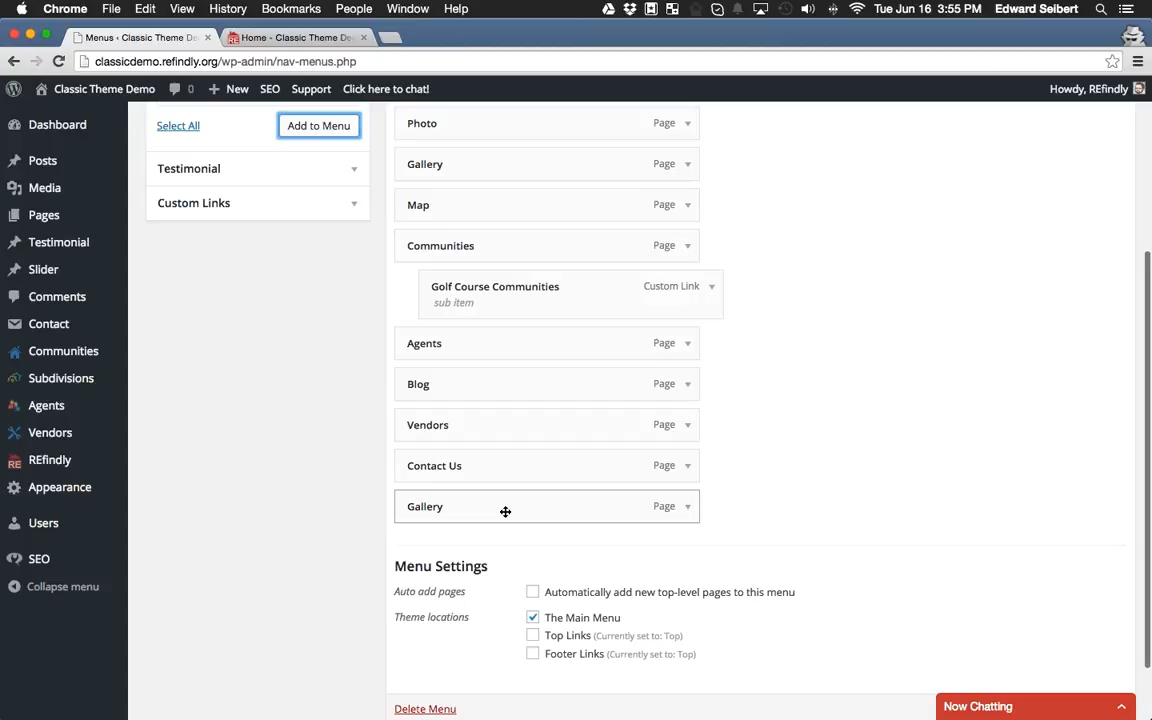 Chrome File Edit View History Bookmarks People Window Help Tue Jun 16 3:55 PM Edward Seibert
Menus ‹ Classic Theme De × Home - Classic Theme De ×
classicdemo.refindly.org/wp-admin/nav-menus.php
Classic Theme Demo 0 + New SEO Support Click here to chat! Howdy, REfindly
Dashboard
Posts
Media
Pages
Testimonial
Slider
Comments
Contact
Communities
Subdivisions
Agents
Vendors
RE REfindly
Appearance
Users
SEO
Collapse menu
Select All Add to Menu
Testimonial
Custom Links
Photo Page
Gallery Page
Map Page
Communities Page
Golf Course Communities Custom Link
sub item
Agents Page
Blog Page
Vendors Page
Contact Us Page
Gallery Page
Menu Settings
Auto add pages Automatically add new top-level pages to this menu
Theme locations The Main Menu
Top Links (Currently set to: Top)
Footer Links (Currently set to: Top)
Delete Menu
Now Chatting